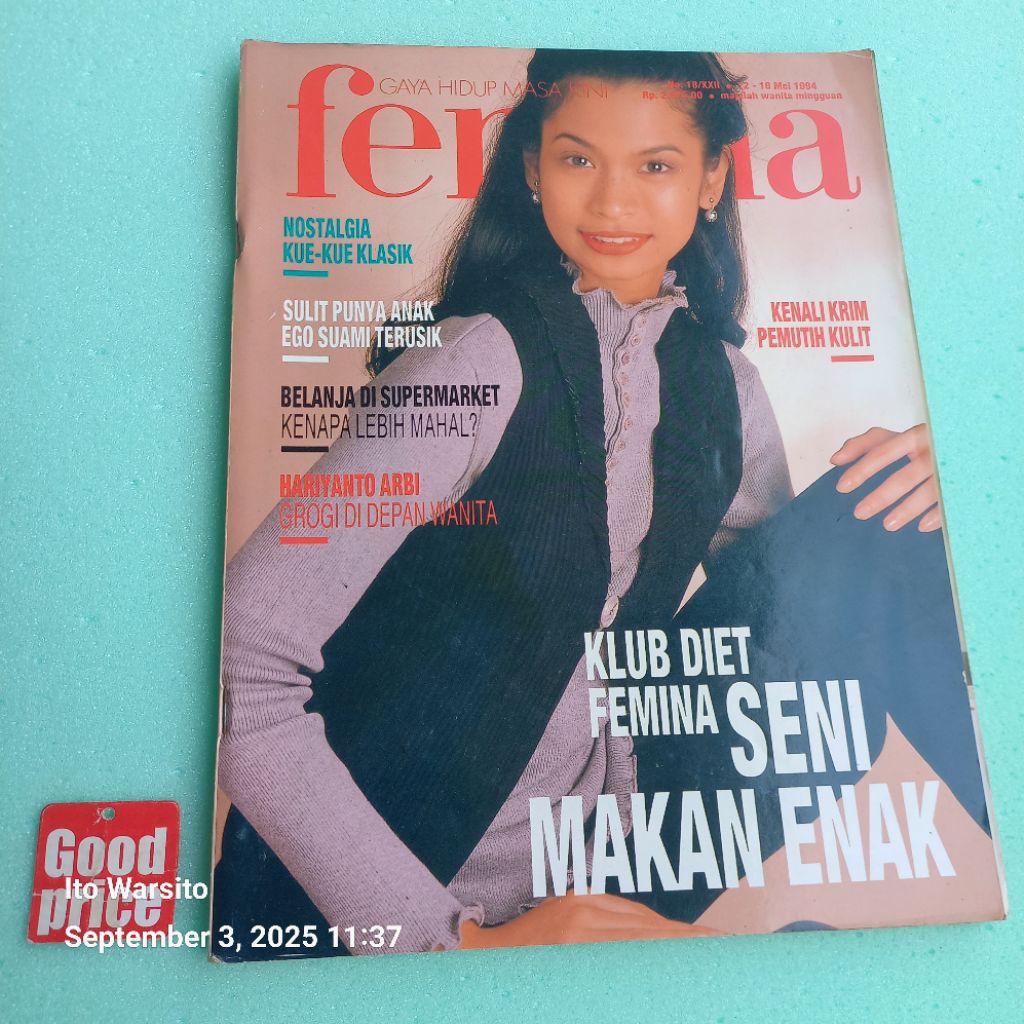 GAYA HIDUP MASA KINI
No. 18/XXII ● 12 - 18 Mei 1994
● majalah wanita mingguan
femina
NOSTALGIA
KUE-KUE KLASIK
SULIT PUNYA ANAK
EGO SUAMI TERUSIK
KENALI KRIM
PEMUTIH KULIT
BELANJA DI SUPERMARKET
KENAPA LEBIH MAHAL?
HARIYANTO ARBI
GROGI DI DEPAN WANITA
KLUB DIET
FEMINA SENI
MAKAN ENAK
Good
price
Ito Warsito
September 3, 2025 11:37